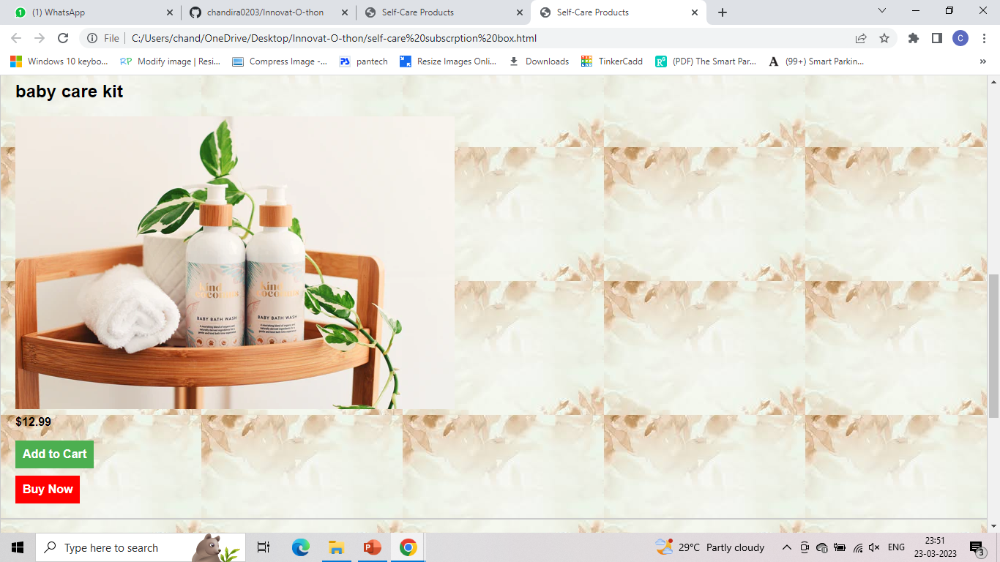 (1) WhatsApp
chandira0203/Innovat-O-thon
Self-Care Products
Self-Care Products
File
C:/Users/chand/OneDrive/Desktop/Innovat-O-thon/self-care%20subscrption%20box.html
C
Windows 10 keybo...
Modify image | Resi...
Compress Image -...
pantech
Resize Images Onli...
Downloads
TinkerCadd
(PDF) The Smart Par...
(99+) Smart Parkin...
baby care kit
kind
coconuts
BABY BATH WASH
kind
coconuts
BABY BATH WASH
$12.99
Add to Cart
Buy Now
Type here to search
29°C Partly cloudy
ENG
23:51
23-03-2023
3